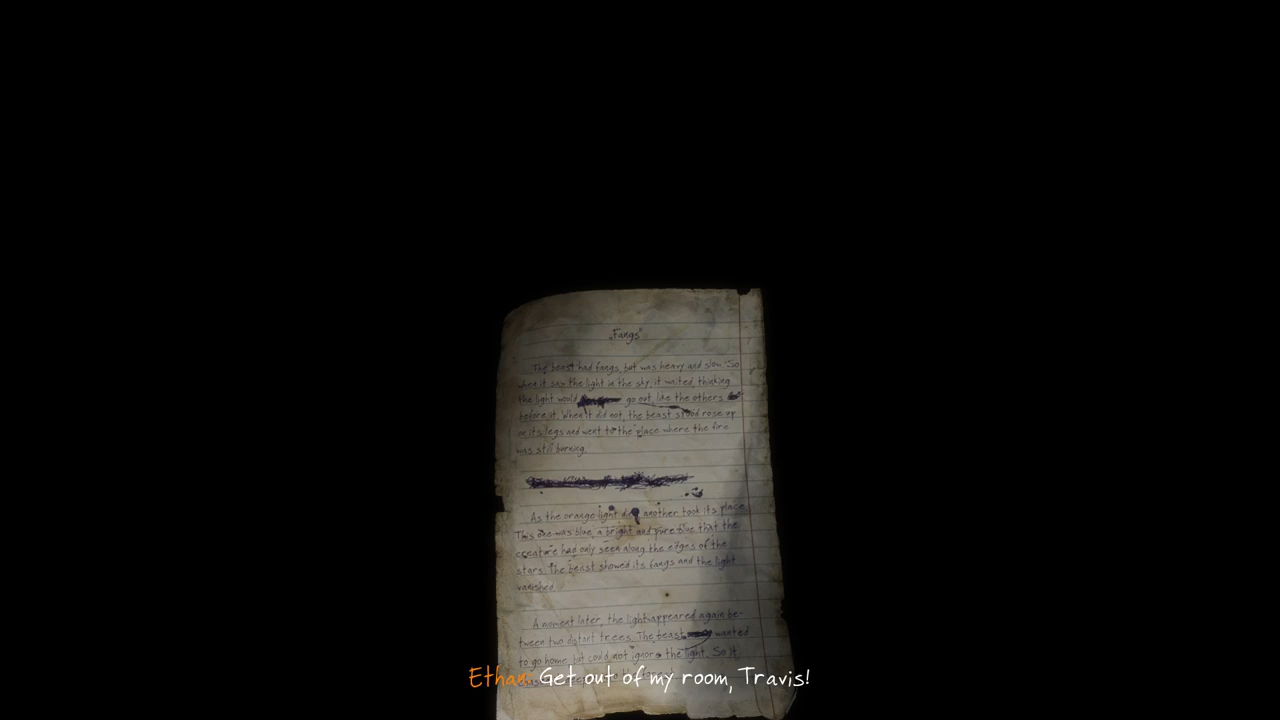 „Fangs"
The beast had fangs, but was heavy and slow. So
when it saw the light in the sky, it waited, thinking
the light would go out like the others
before it. When it did not, the beast stood rose up
on its legs and went to the place where the fire
was still burning.
As the orange light died another took its place.
This one was blue, a bright and pure blue that the
creature had only seen along the edges of the
stars. The beast showed its fangs and the light
vanished.
A moment later, the light appeared again be-
tween two distant trees. The beast wanted
to go home, but could not ignore the light. So it
Ethan: Get out of my room, Travis!